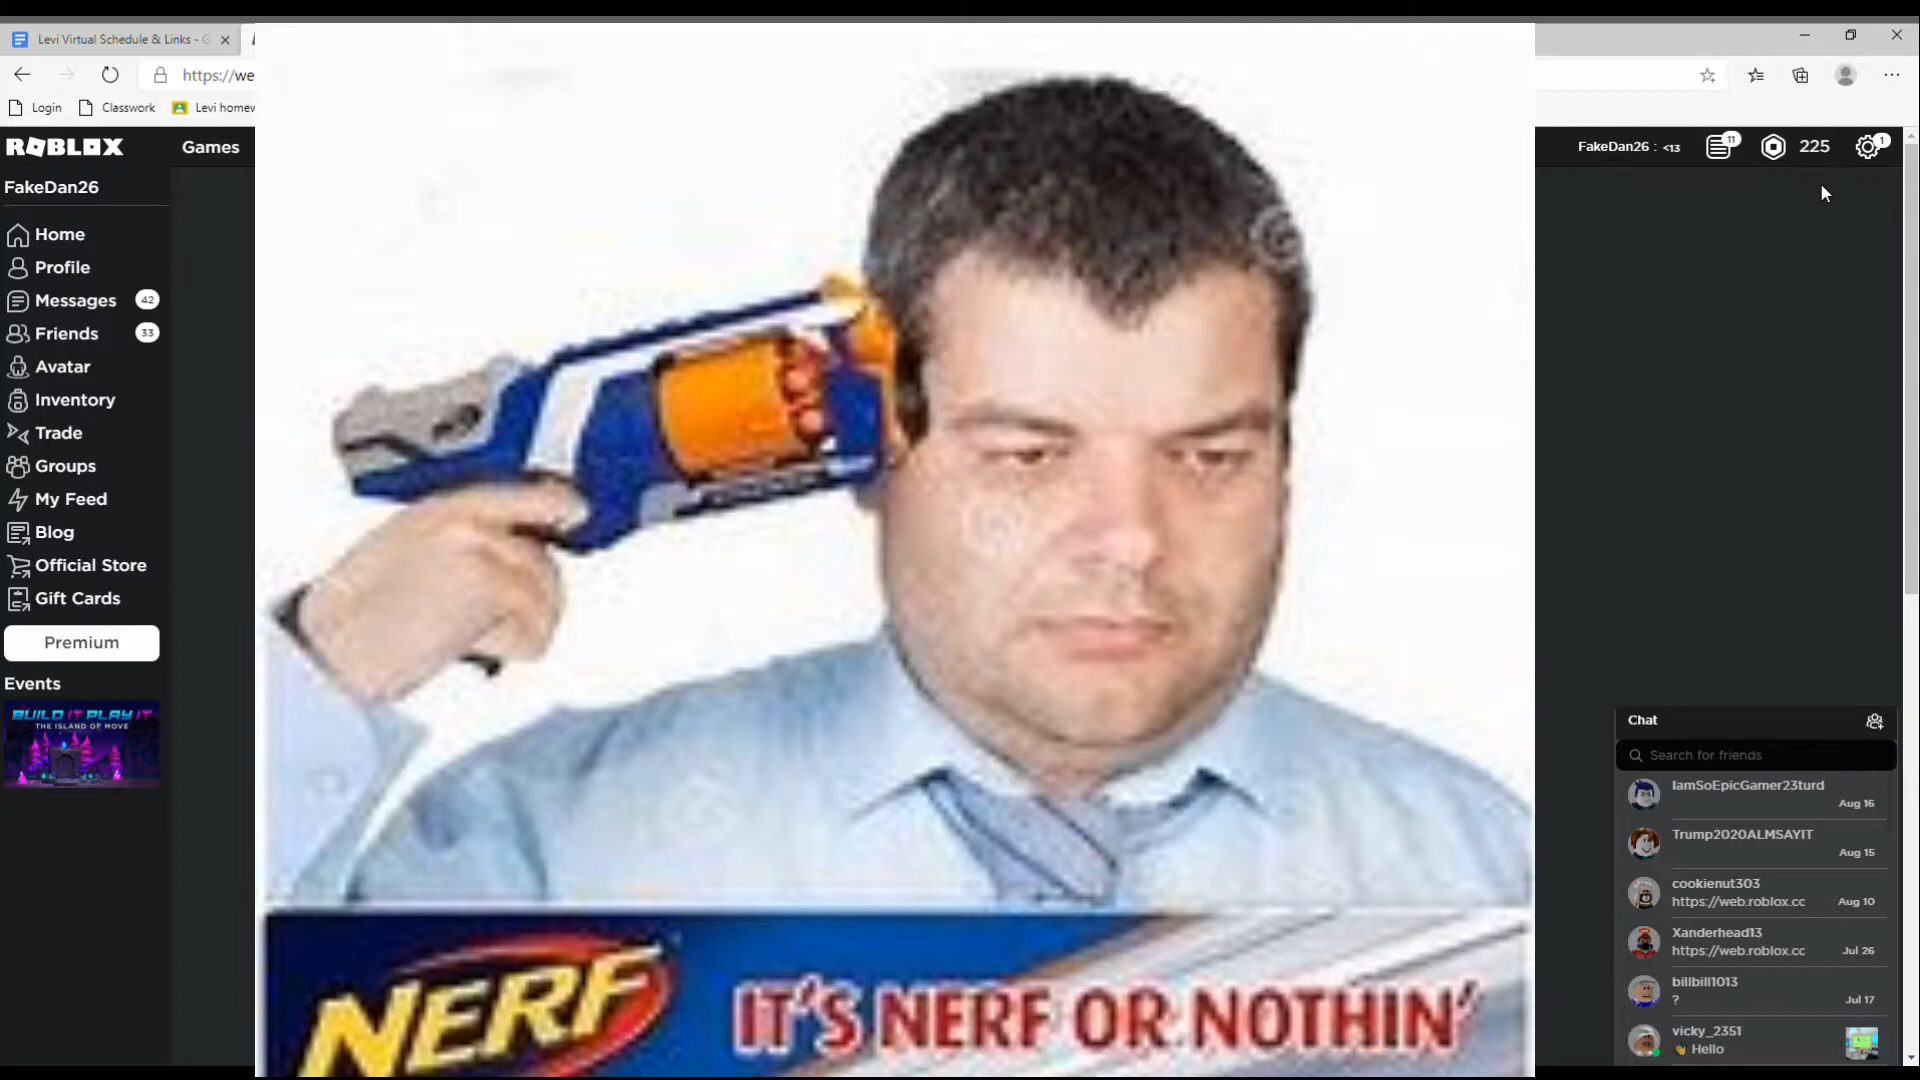 Levi Virtual Schedule & Links - G
https://we
Login
Classwork
Levi homew
ROBLOX
Games
FakeDan26 : <13
11
225
1
FakeDan26
Home
Profile
Messages
42
Friends
33
Avatar
Inventory
Trade
Groups
My Feed
Blog
Official Store
Gift Cards
Premium
Events
BUILD IT PLAY IT
THE ISLAND OF MOVE
Chat
Search for friends
IamSoEpicGamer23turd
Aug 16
Trump2020ALMSAYIT
Aug 15
cookienut303
https://web.roblox.cc
Aug 10
Xanderhead13
https://web.roblox.cc
Jul 26
billbill1013
?
Jul 17
vicky_2351
👋 Hello
NERF
IT'S NERF OR NOTHIN'